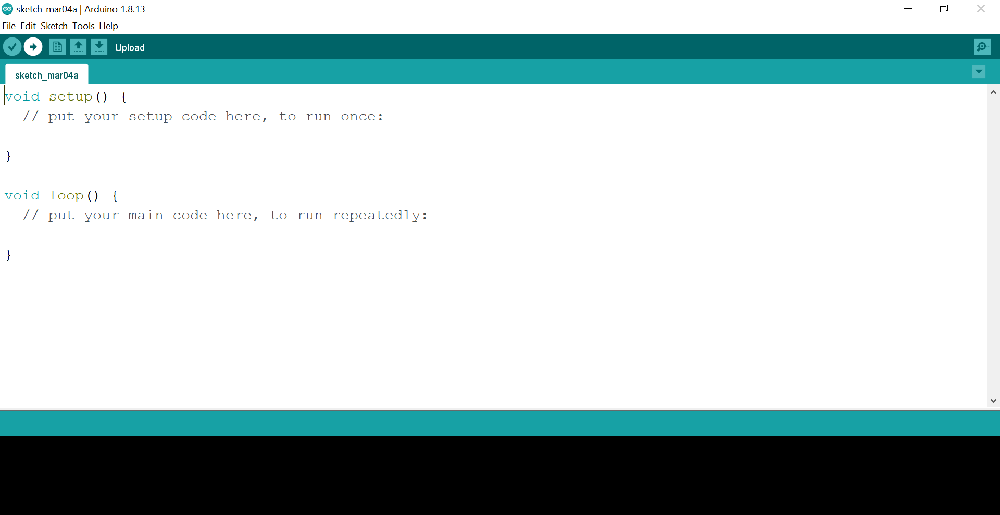 sketch_mar04a | Arduino 1.8.13
File Edit Sketch Tools Help
Upload
sketch_mar04a
void setup() {
  // put your setup code here, to run once:
}
void loop() {
  // put your main code here, to run repeatedly:
}